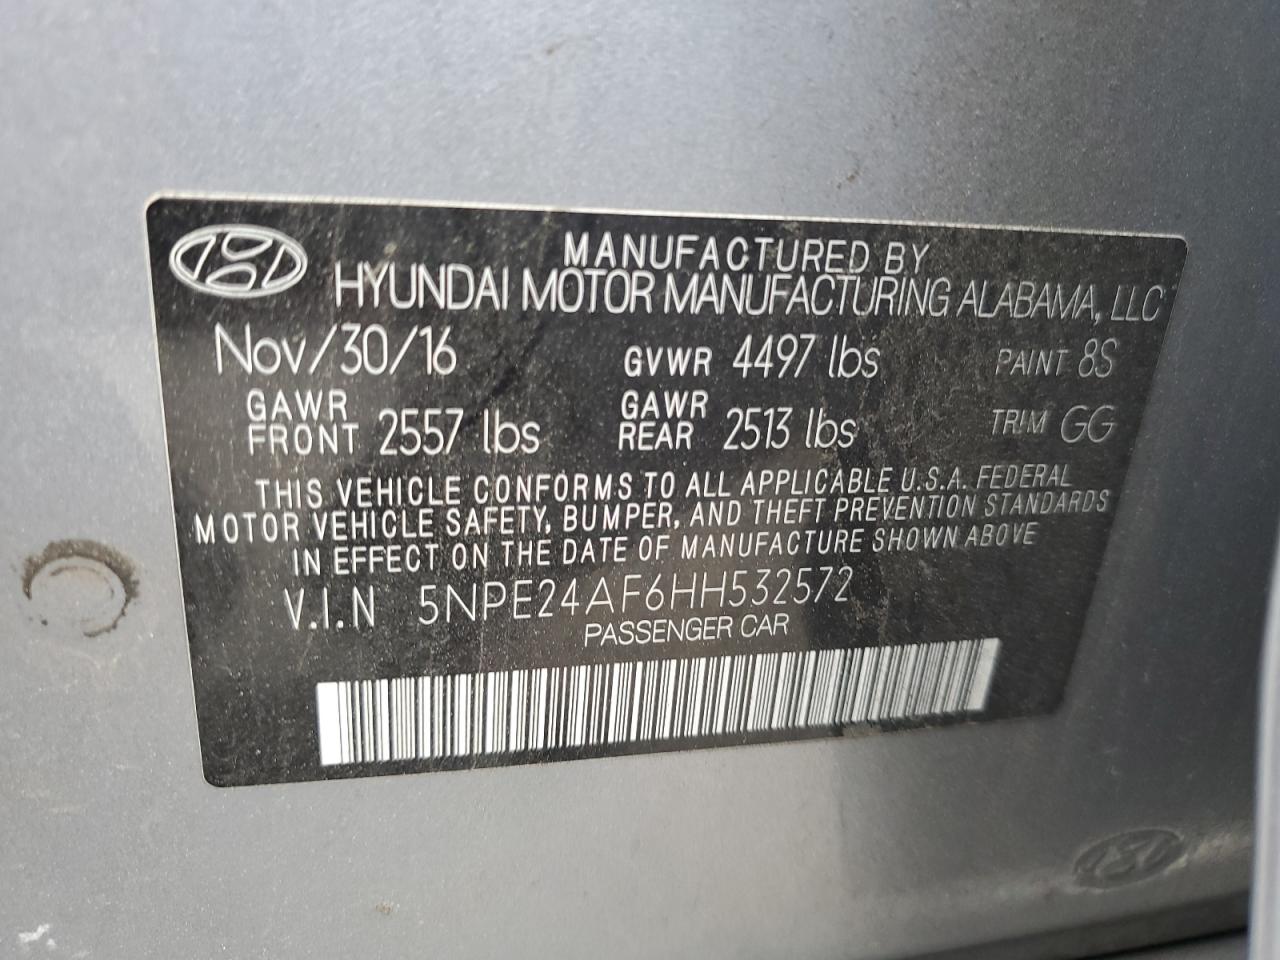 MANUFACTURED BY
HYUNDAI MOTOR MANUFACTURING ALABAMA, LLC
Nov/30/16 GVWR 4497 lbs PAINT 8S
GAWR FRONT 2557 lbs GAWR REAR 2513 lbs TRIM GG
THIS VEHICLE CONFORMS TO ALL APPLICABLE U.S.A. FEDERAL
MOTOR VEHICLE SAFETY, BUMPER, AND THEFT PREVENTION STANDARDS
IN EFFECT ON THE DATE OF MANUFACTURE SHOWN ABOVE
V.I.N 5NPE24AF6HH532572
PASSENGER CAR